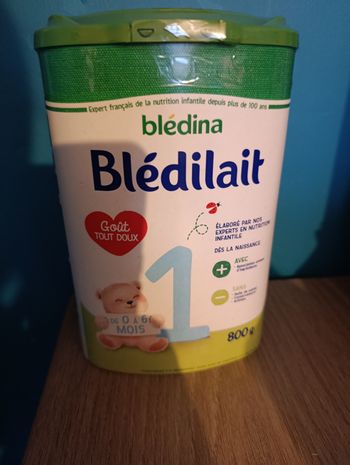 Expert français de la nutrition infantile depuis plus de 100 ans
blédina
Blédilait
Goût
TOUT DOUX
ÉLABORÉ PAR NOS
EXPERTS EN NUTRITION
INFANTILE
DÈS LA NAISSANCE
1
AVEC
SANS
DE 0 À 6
MOIS
800g